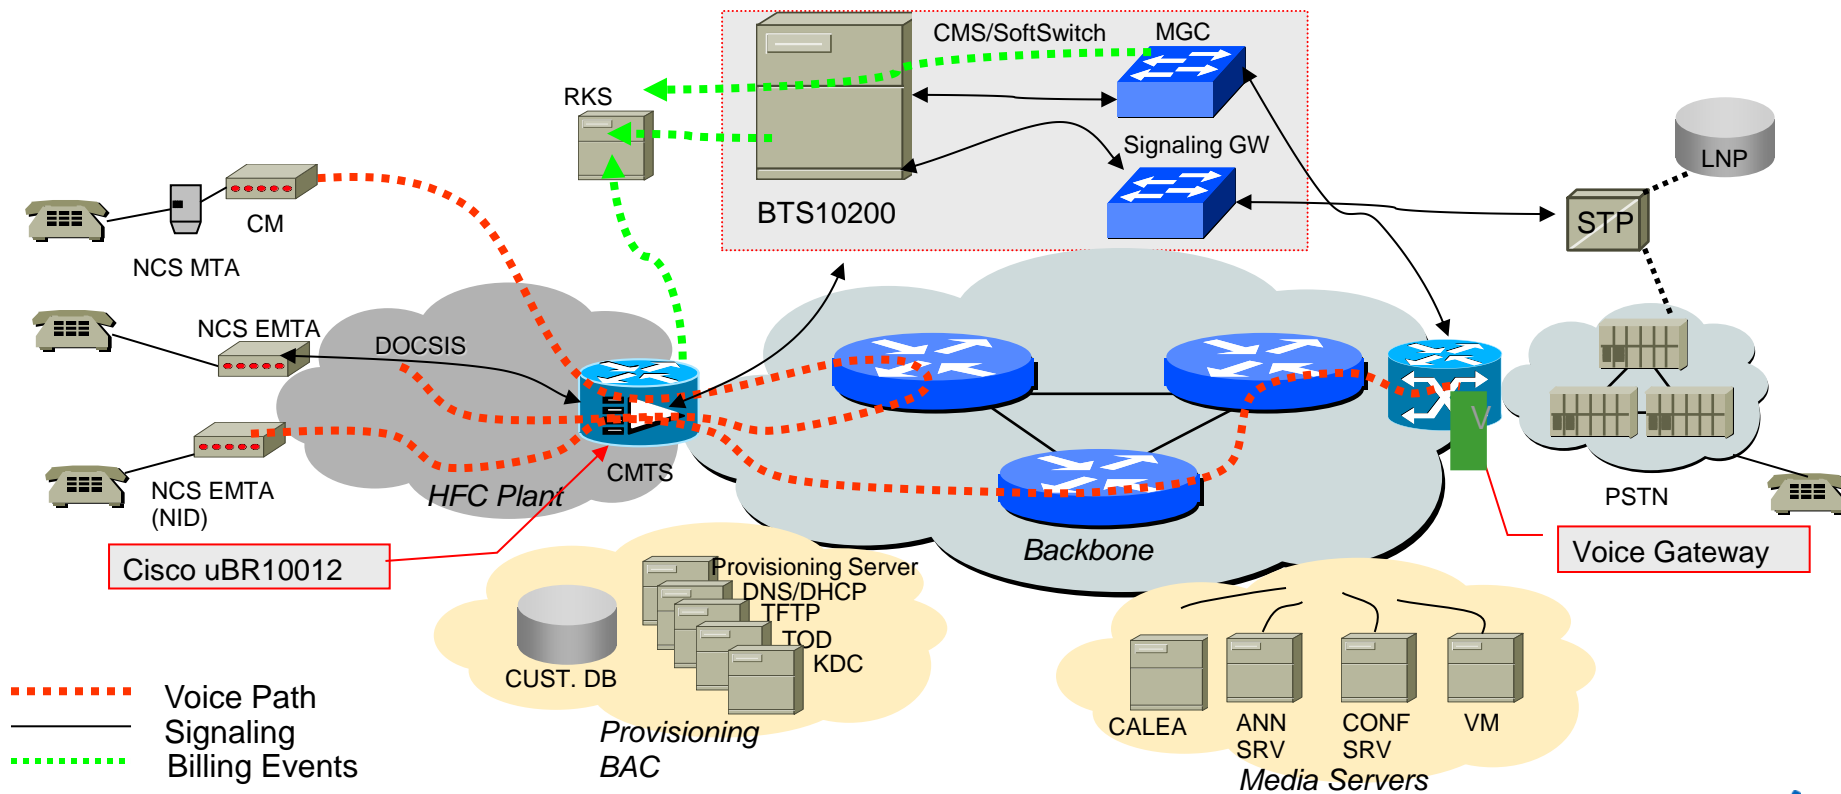 CMS/SoftSwitch
MGC
RKS
Signaling GW
LNP
BTS10200
STP
CM
NCS MTA
NCS EMTA
DOCSIS
V
CMTS
NCS EMTA
(NID)
HFC Plant
PSTN
Backbone
Cisco uBR10012
Voice Gateway
Provisioning Server
DNS/DHCP
TFTP
TOD
KDC
CUST. DB
Provisioning
BAC
CALEA
ANN
SRV
CONF
SRV
VM
Media Servers
Voice Path
Signaling
Billing Events